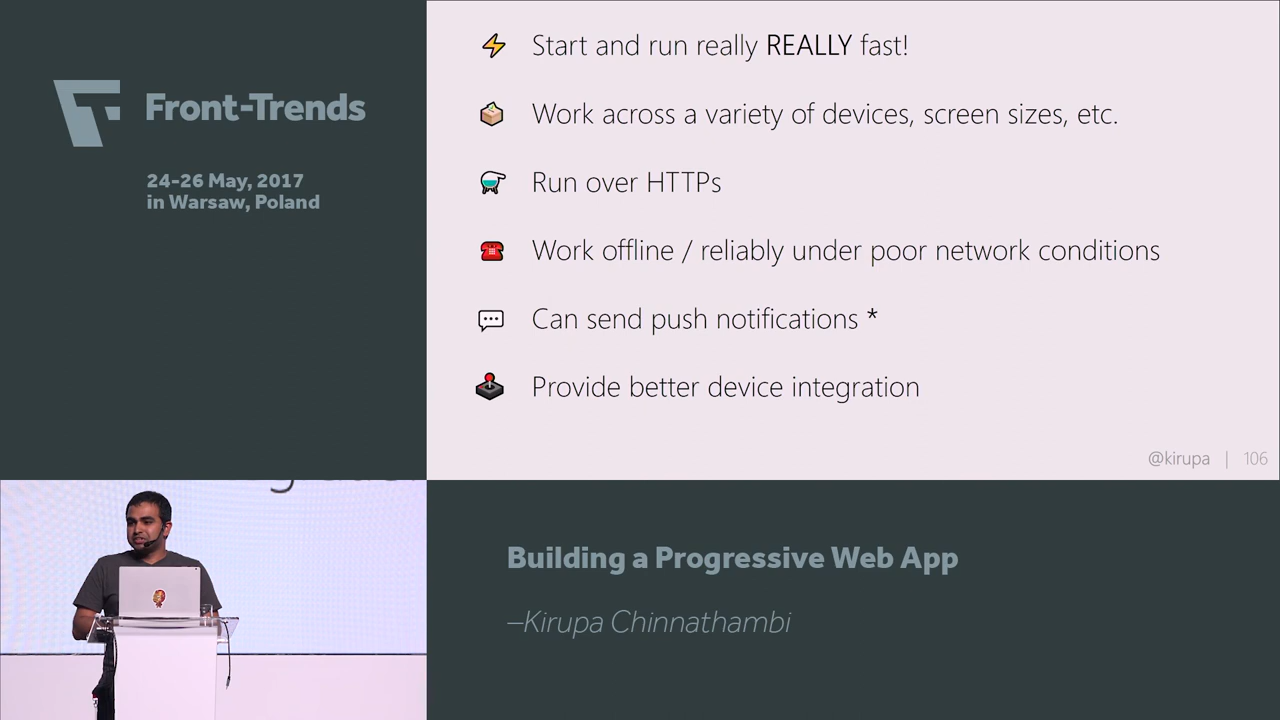 Front-Trends
24-26 May, 2017
in Warsaw, Poland
Start and run really REALLY fast!
Work across a variety of devices, screen sizes, etc.
Run over HTTPs
Work offline / reliably under poor network conditions
Can send push notifications *
Provide better device integration
@kirupa | 106
Building a Progressive Web App
–Kirupa Chinnathambi